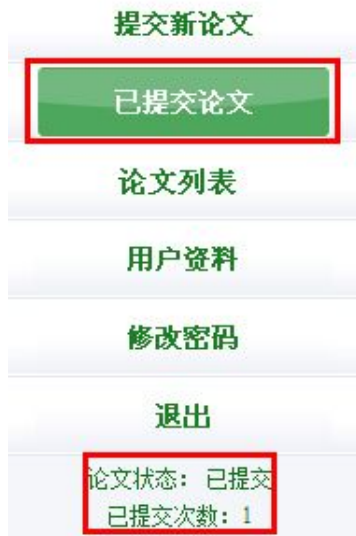 提交新论文
已提交论文
论文列表
用户资料
修改密码
退出
论文状态：已提交
已提交次数：1